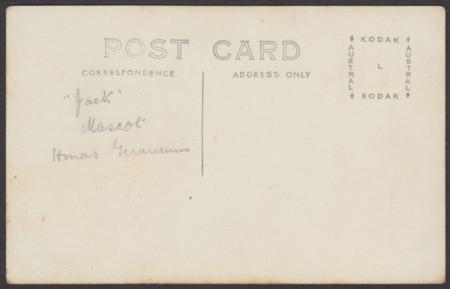 POST CARD
CORRESPONDENCE ADDRESS ONLY
KODAK
AUSTRAL L AUSTRAL
KODAK
"Jack"
Mascot
Hmas Geranium